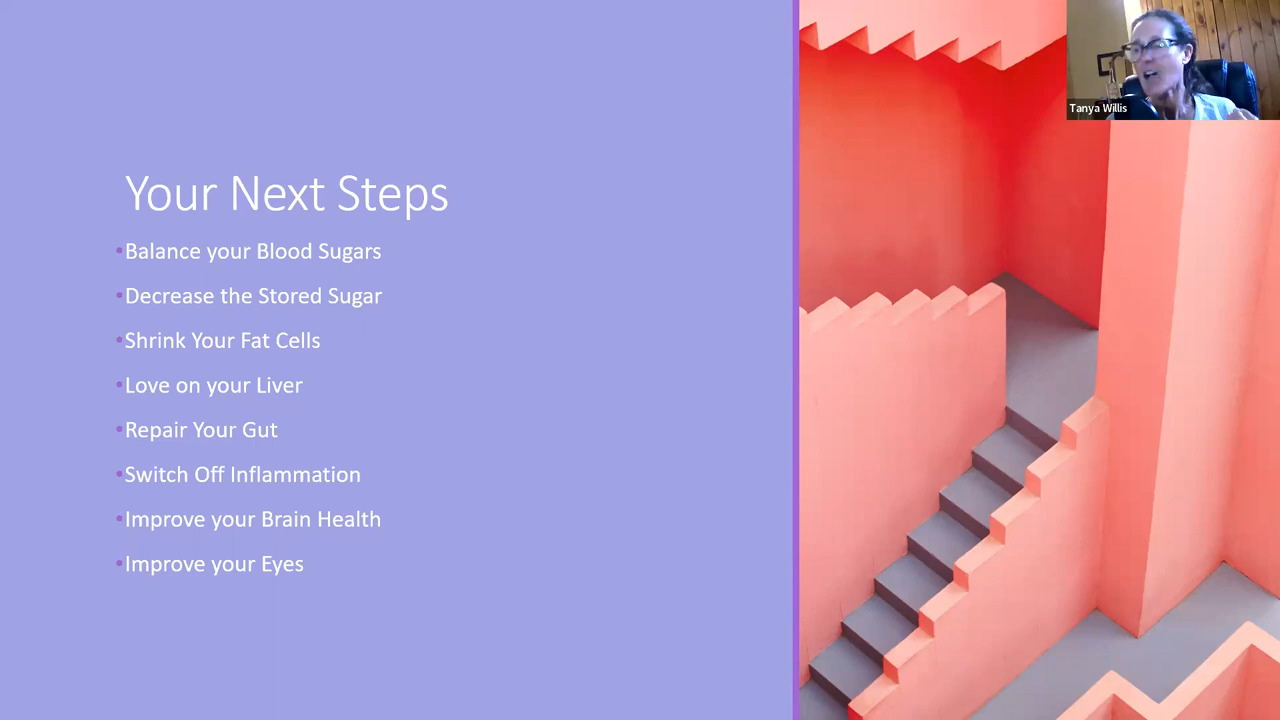 Your Next Steps
•Balance your Blood Sugars
•Decrease the Stored Sugar
•Shrink Your Fat Cells
•Love on your Liver
•Repair Your Gut
•Switch Off Inflammation
•Improve your Brain Health
•Improve your Eyes
Tanya Willis